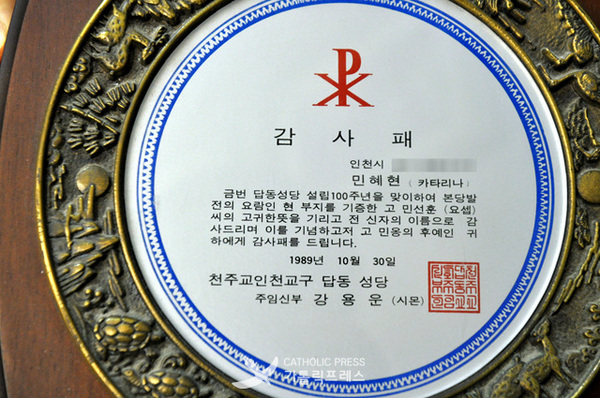 감 사 패
인천시
민혜현 ( 카타리나 )
금번 답동성당 설립100주년을 맞이하여 본당발
전의 요람인 현 부지를 기증한 고 민선훈 (요셉)
씨의 고귀한뜻을 기리고 전 신자의 이름으로 감
사드리며 이를 기념하고저 고 민옹의 후예인 귀
하에게 감사패를 드립니다.
1989년 10월 30일
천주교인천교구 답동 성당
주임신부 강 용 운 (시몬)
CATHOLIC PRESS
가톨릭프레스